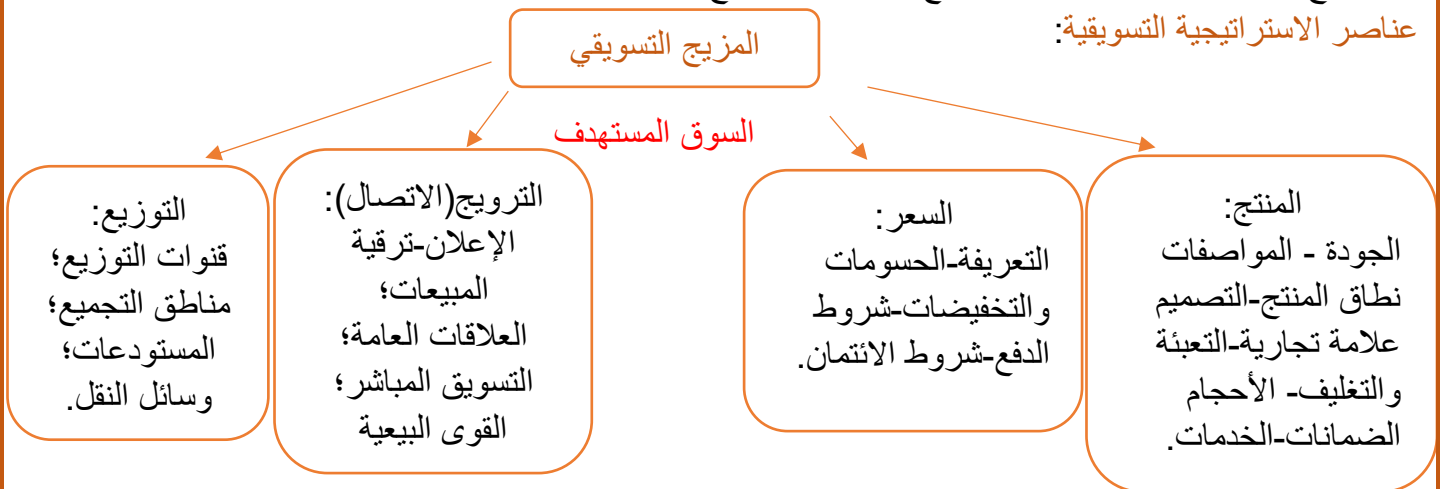 عناصر الاستراتيجية التسويقية:
المزيج التسويقي
السوق المستهدف
المنتج:
الجودة - المواصفات
نطاق المنتج-التصميم
علامة تجارية-التعبئة
والتغليف- الأحجام
الضمانات-الخدمات.
السعر:
التعريفة-الحسومات
والتخفيضات-شروط
الدفع-شروط الائتمان.
الترويج(الاتصال):
الإعلان-ترقية
المبيعات؛
العلاقات العامة؛
التسويق المباشر؛
القوى البيعية
التوزيع:
قنوات التوزيع؛
مناطق التجميع؛
المستودعات؛
وسائل النقل.